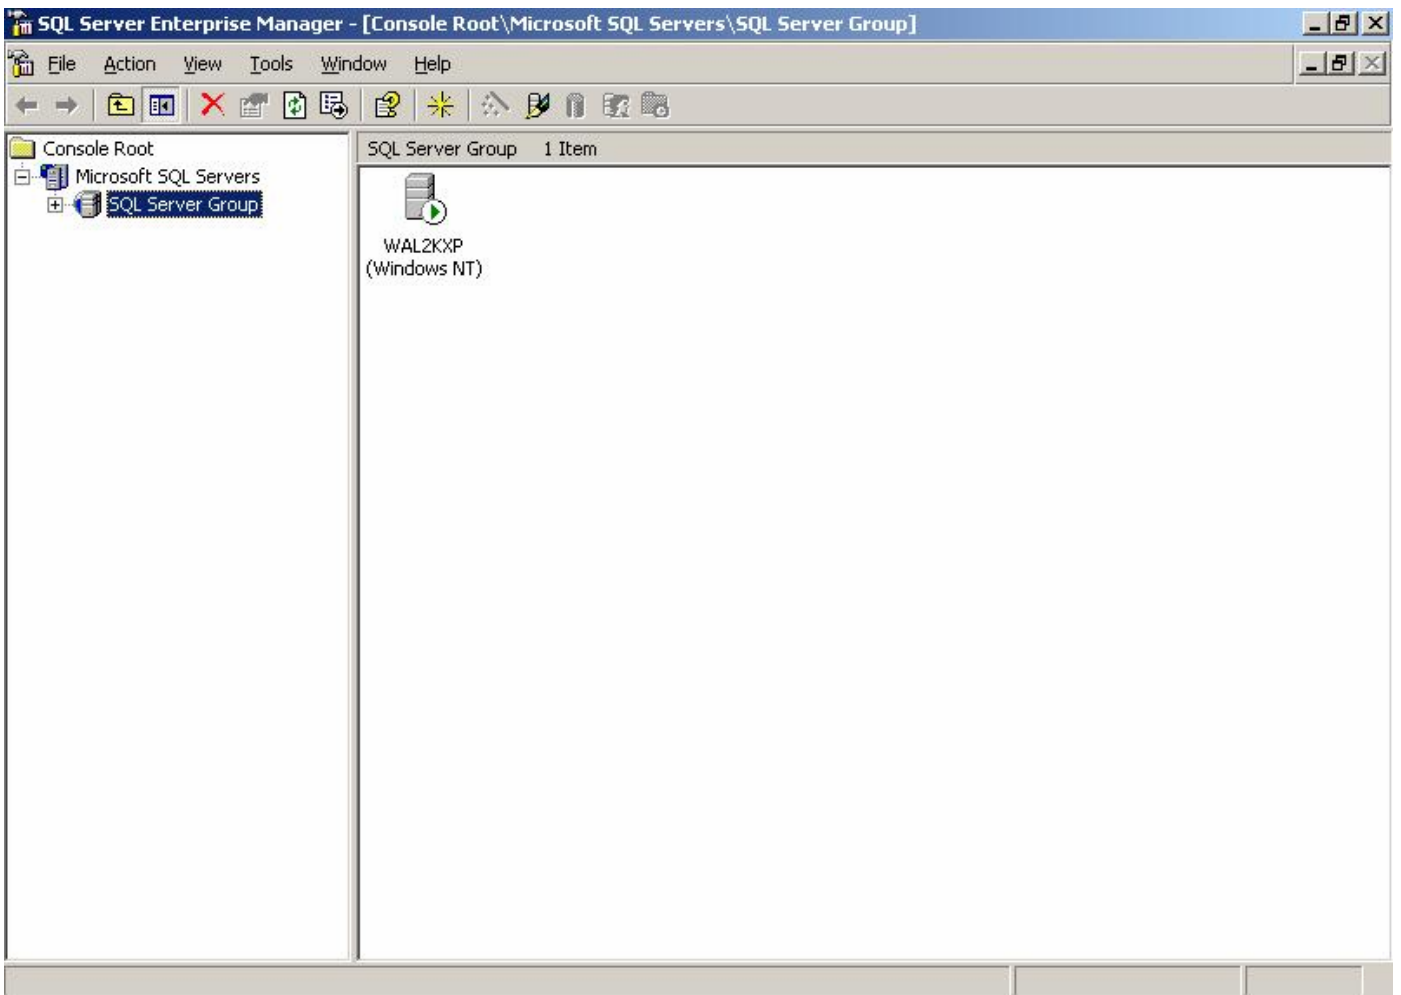 SQL Server Enterprise Manager - [Console Root\Microsoft SQL Servers\SQL Server Group]
File Action View Tools Window Help
Console Root
Microsoft SQL Servers
SQL Server Group
SQL Server Group 1 Item
WAL2KXP
(Windows NT)